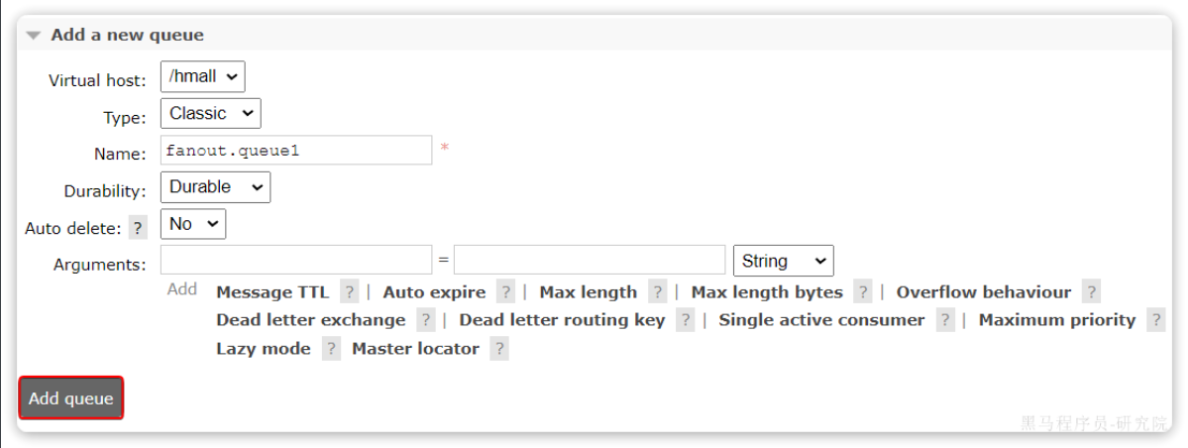 Add a new queue
Virtual host: /hmall
Type: Classic
Name: fanout.queue1 *
Durability: Durable
Auto delete: ? No
Arguments: = String
Add Message TTL ? | Auto expire ? | Max length ? | Max length bytes ? | Overflow behaviour ?
Dead letter exchange ? | Dead letter routing key ? | Single active consumer ? | Maximum priority ?
Lazy mode ? Master locator ?
Add queue
黑马程序员-研究院